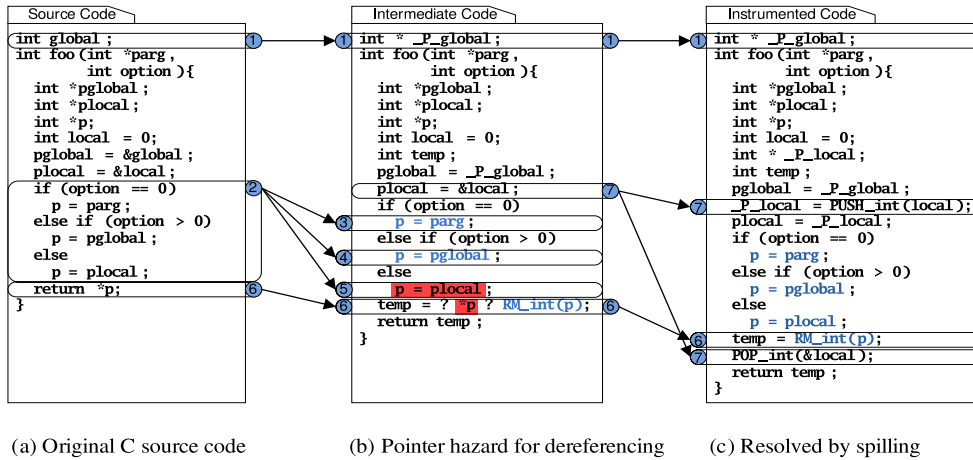 Source Code
int global;
int foo(int *parg,
int option){
int *pglobal;
int *plocal;
int *p;
int local = 0;
pglobal = &global;
plocal = &local;
if (option == 0)
p = parg;
else if (option > 0)
p = pglobal;
else
p = plocal;
return *p;
}
1
2
6
(a) Original C source code
Intermediate Code
1
int * _P_global;
1
int foo(int *parg,
int option){
int *pglobal;
int *plocal;
int *p;
int local = 0;
int temp;
pglobal = _P_global;
plocal = &local;
7
if (option == 0)
3
p = parg;
else if (option > 0)
4
p = pglobal;
else
5
p = plocal;
6
temp = ? *p ? RM_int(p);
6
return temp;
}
(b) Pointer hazard for dereferencing
Instrumented Code
1
int * _P_global;
int foo(int *parg,
int option){
int *pglobal;
int *plocal;
int *p;
int local = 0;
int * _P_local;
int temp;
pglobal = _P_global;
7
_P_local = PUSH_int(local);
plocal = _P_local;
if (option == 0)
p = parg;
else if (option > 0)
p = pglobal;
else
p = plocal;
6
temp = RM_int(p);
7
POP_int(&local);
return temp;
}
(c) Resolved by spilling